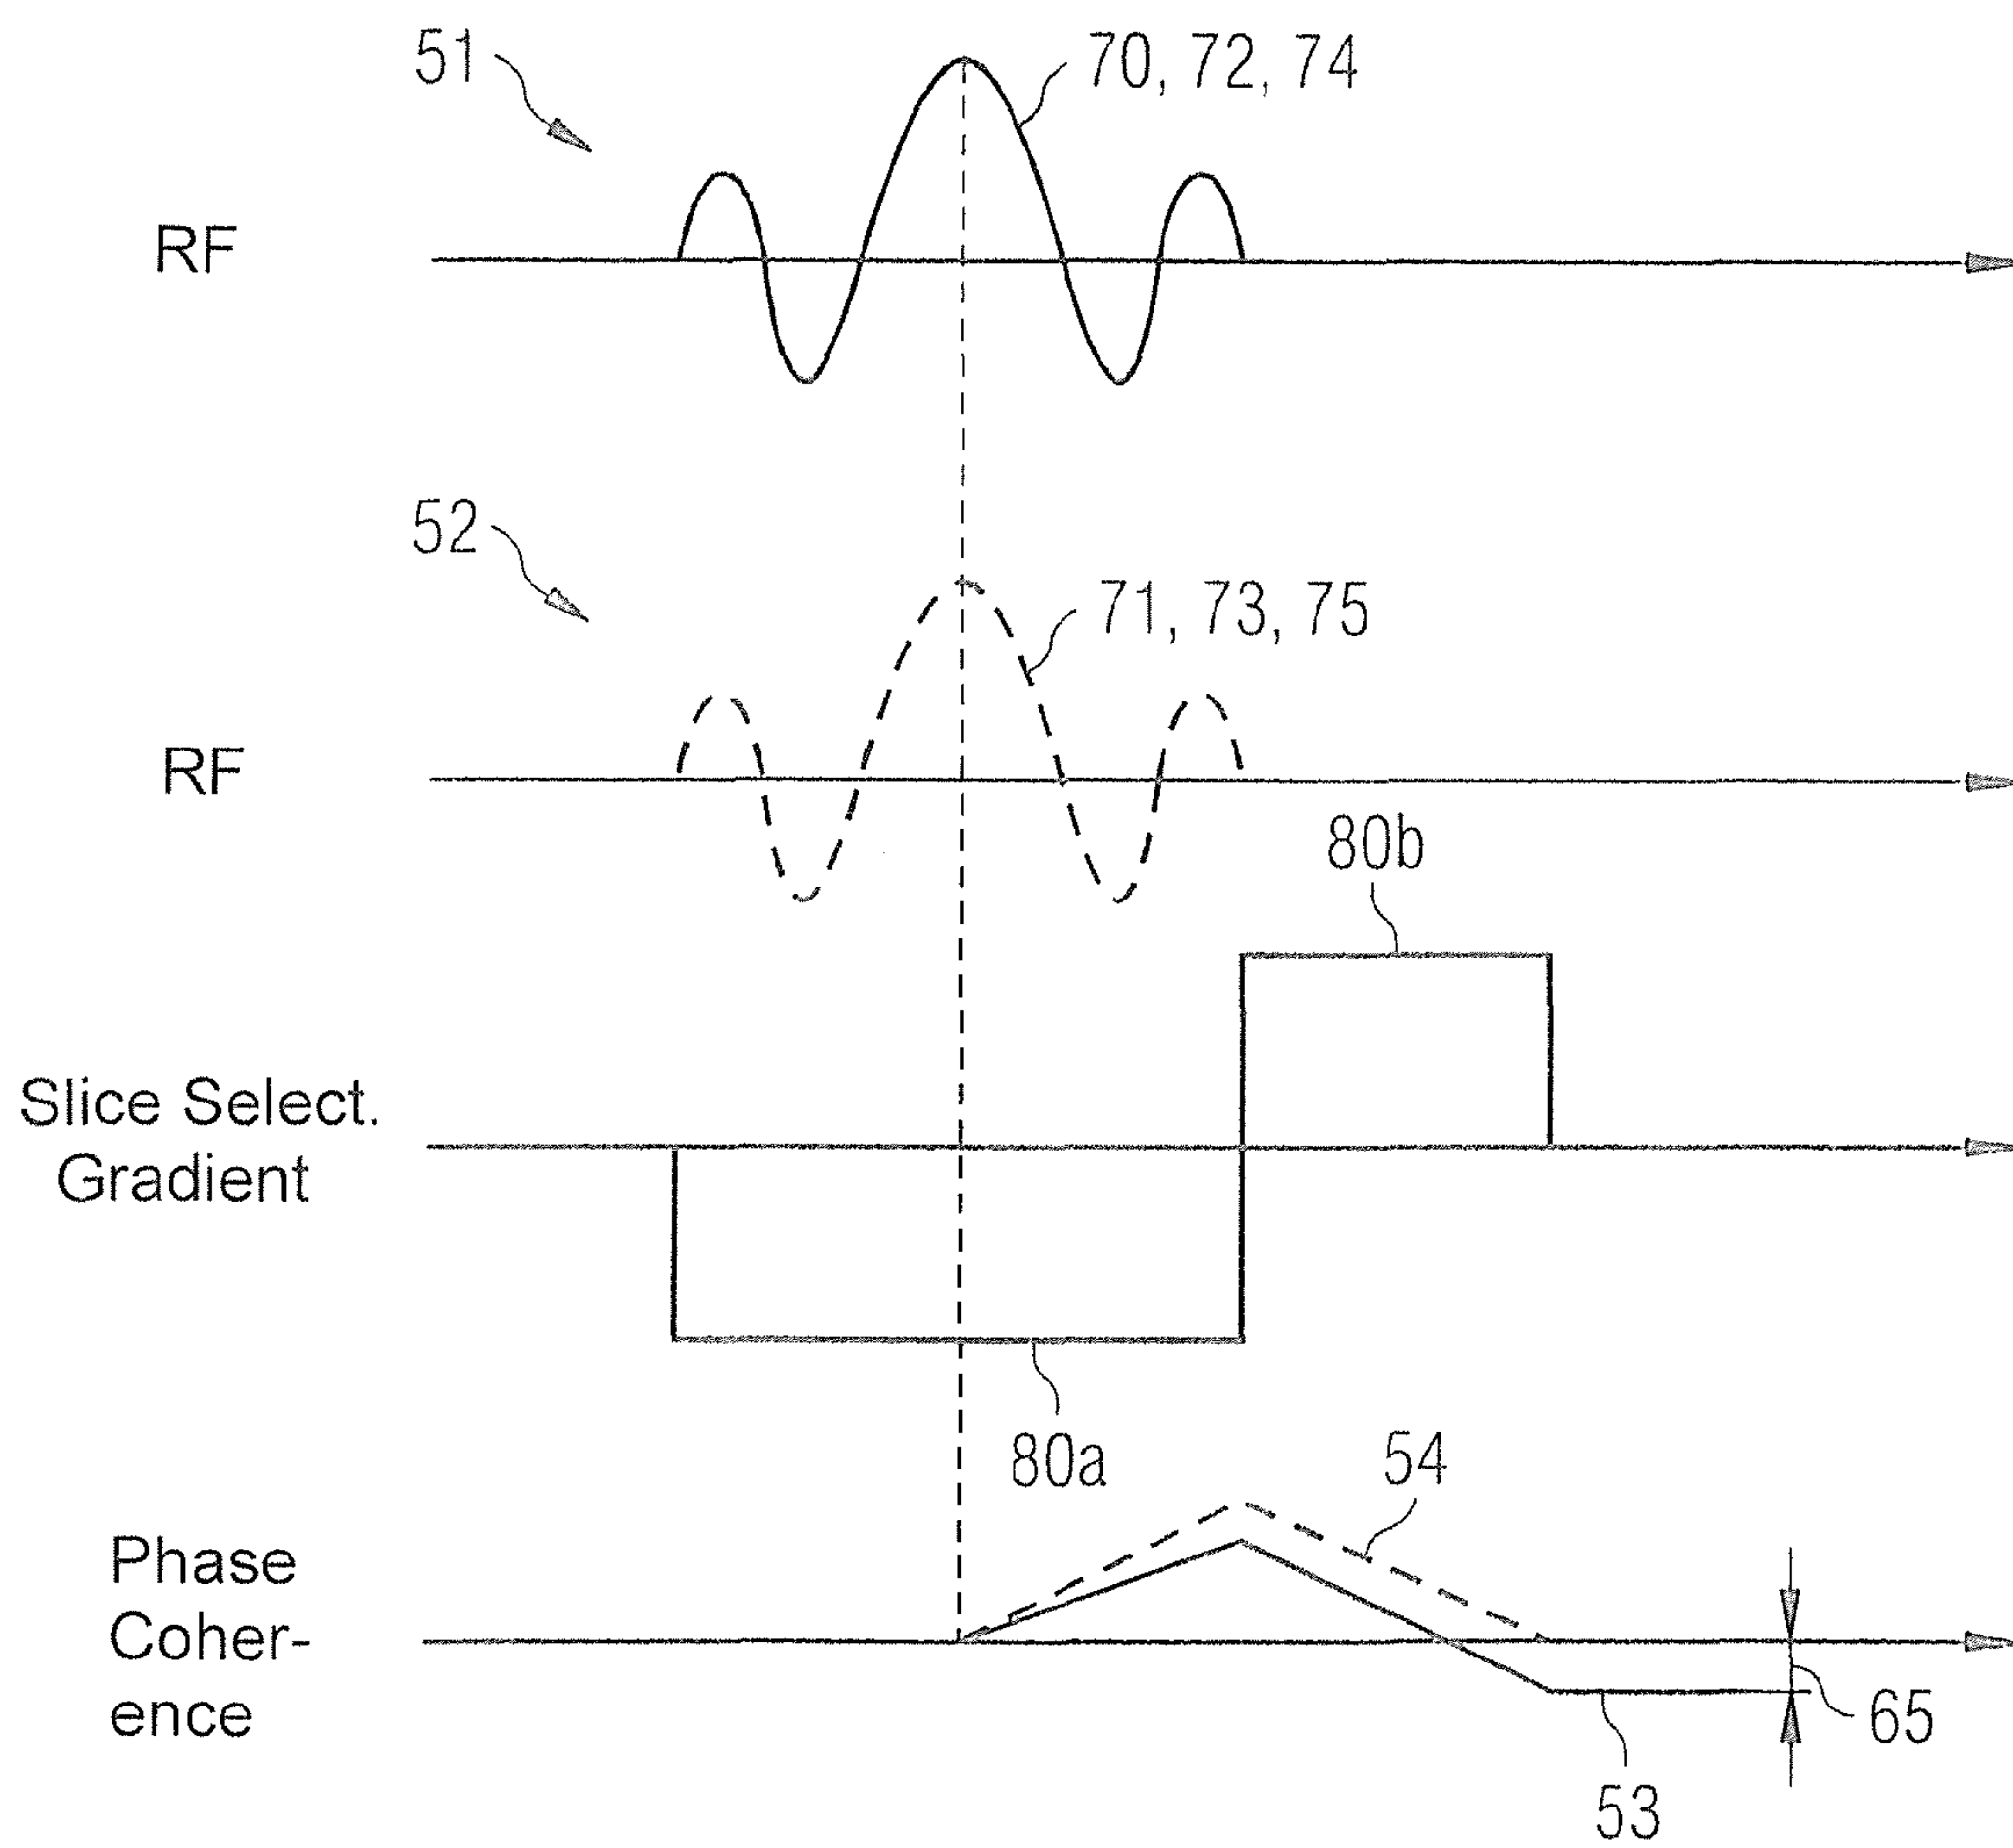 51
70, 72, 74
RF
52
71, 73, 75
RF
80b
Slice Select.
Gradient
80a
54
Phase
Coher-
ence
65
53